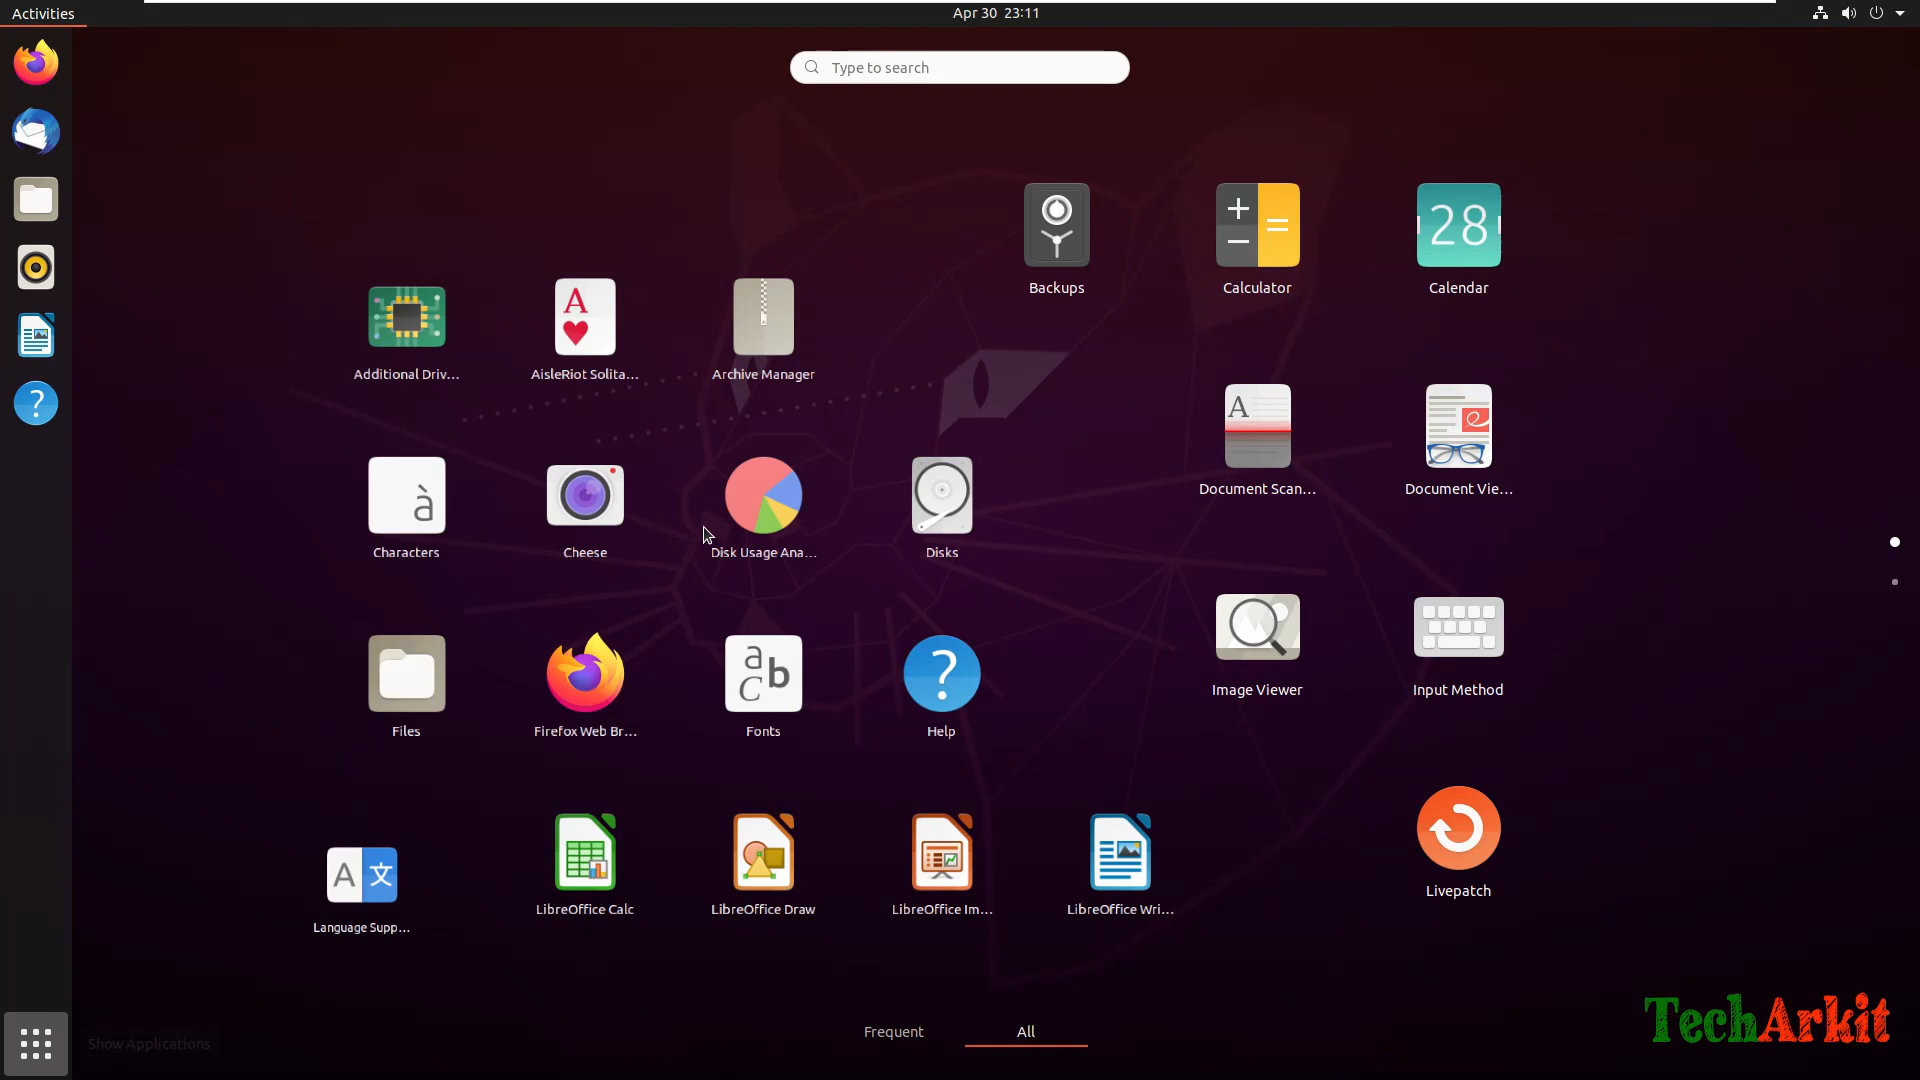 Activities
Apr 30 23:11
Type to search
28
Backups
Calculator
Calendar
A
Additional Driv...
AisleRiot Solita...
Archive Manager
A
Document Scan...
Document Vie...
à
Characters
Cheese
Disk Usage Ana...
Disks
Image Viewer
Input Method
a b c
?
Files
Firefox Web Br...
Fonts
Help
Livepatch
A 文
Language Supp...
LibreOffice Calc
LibreOffice Draw
LibreOffice Im...
LibreOffice Wri...
?
Show Applications
Frequent
All
TechArkit